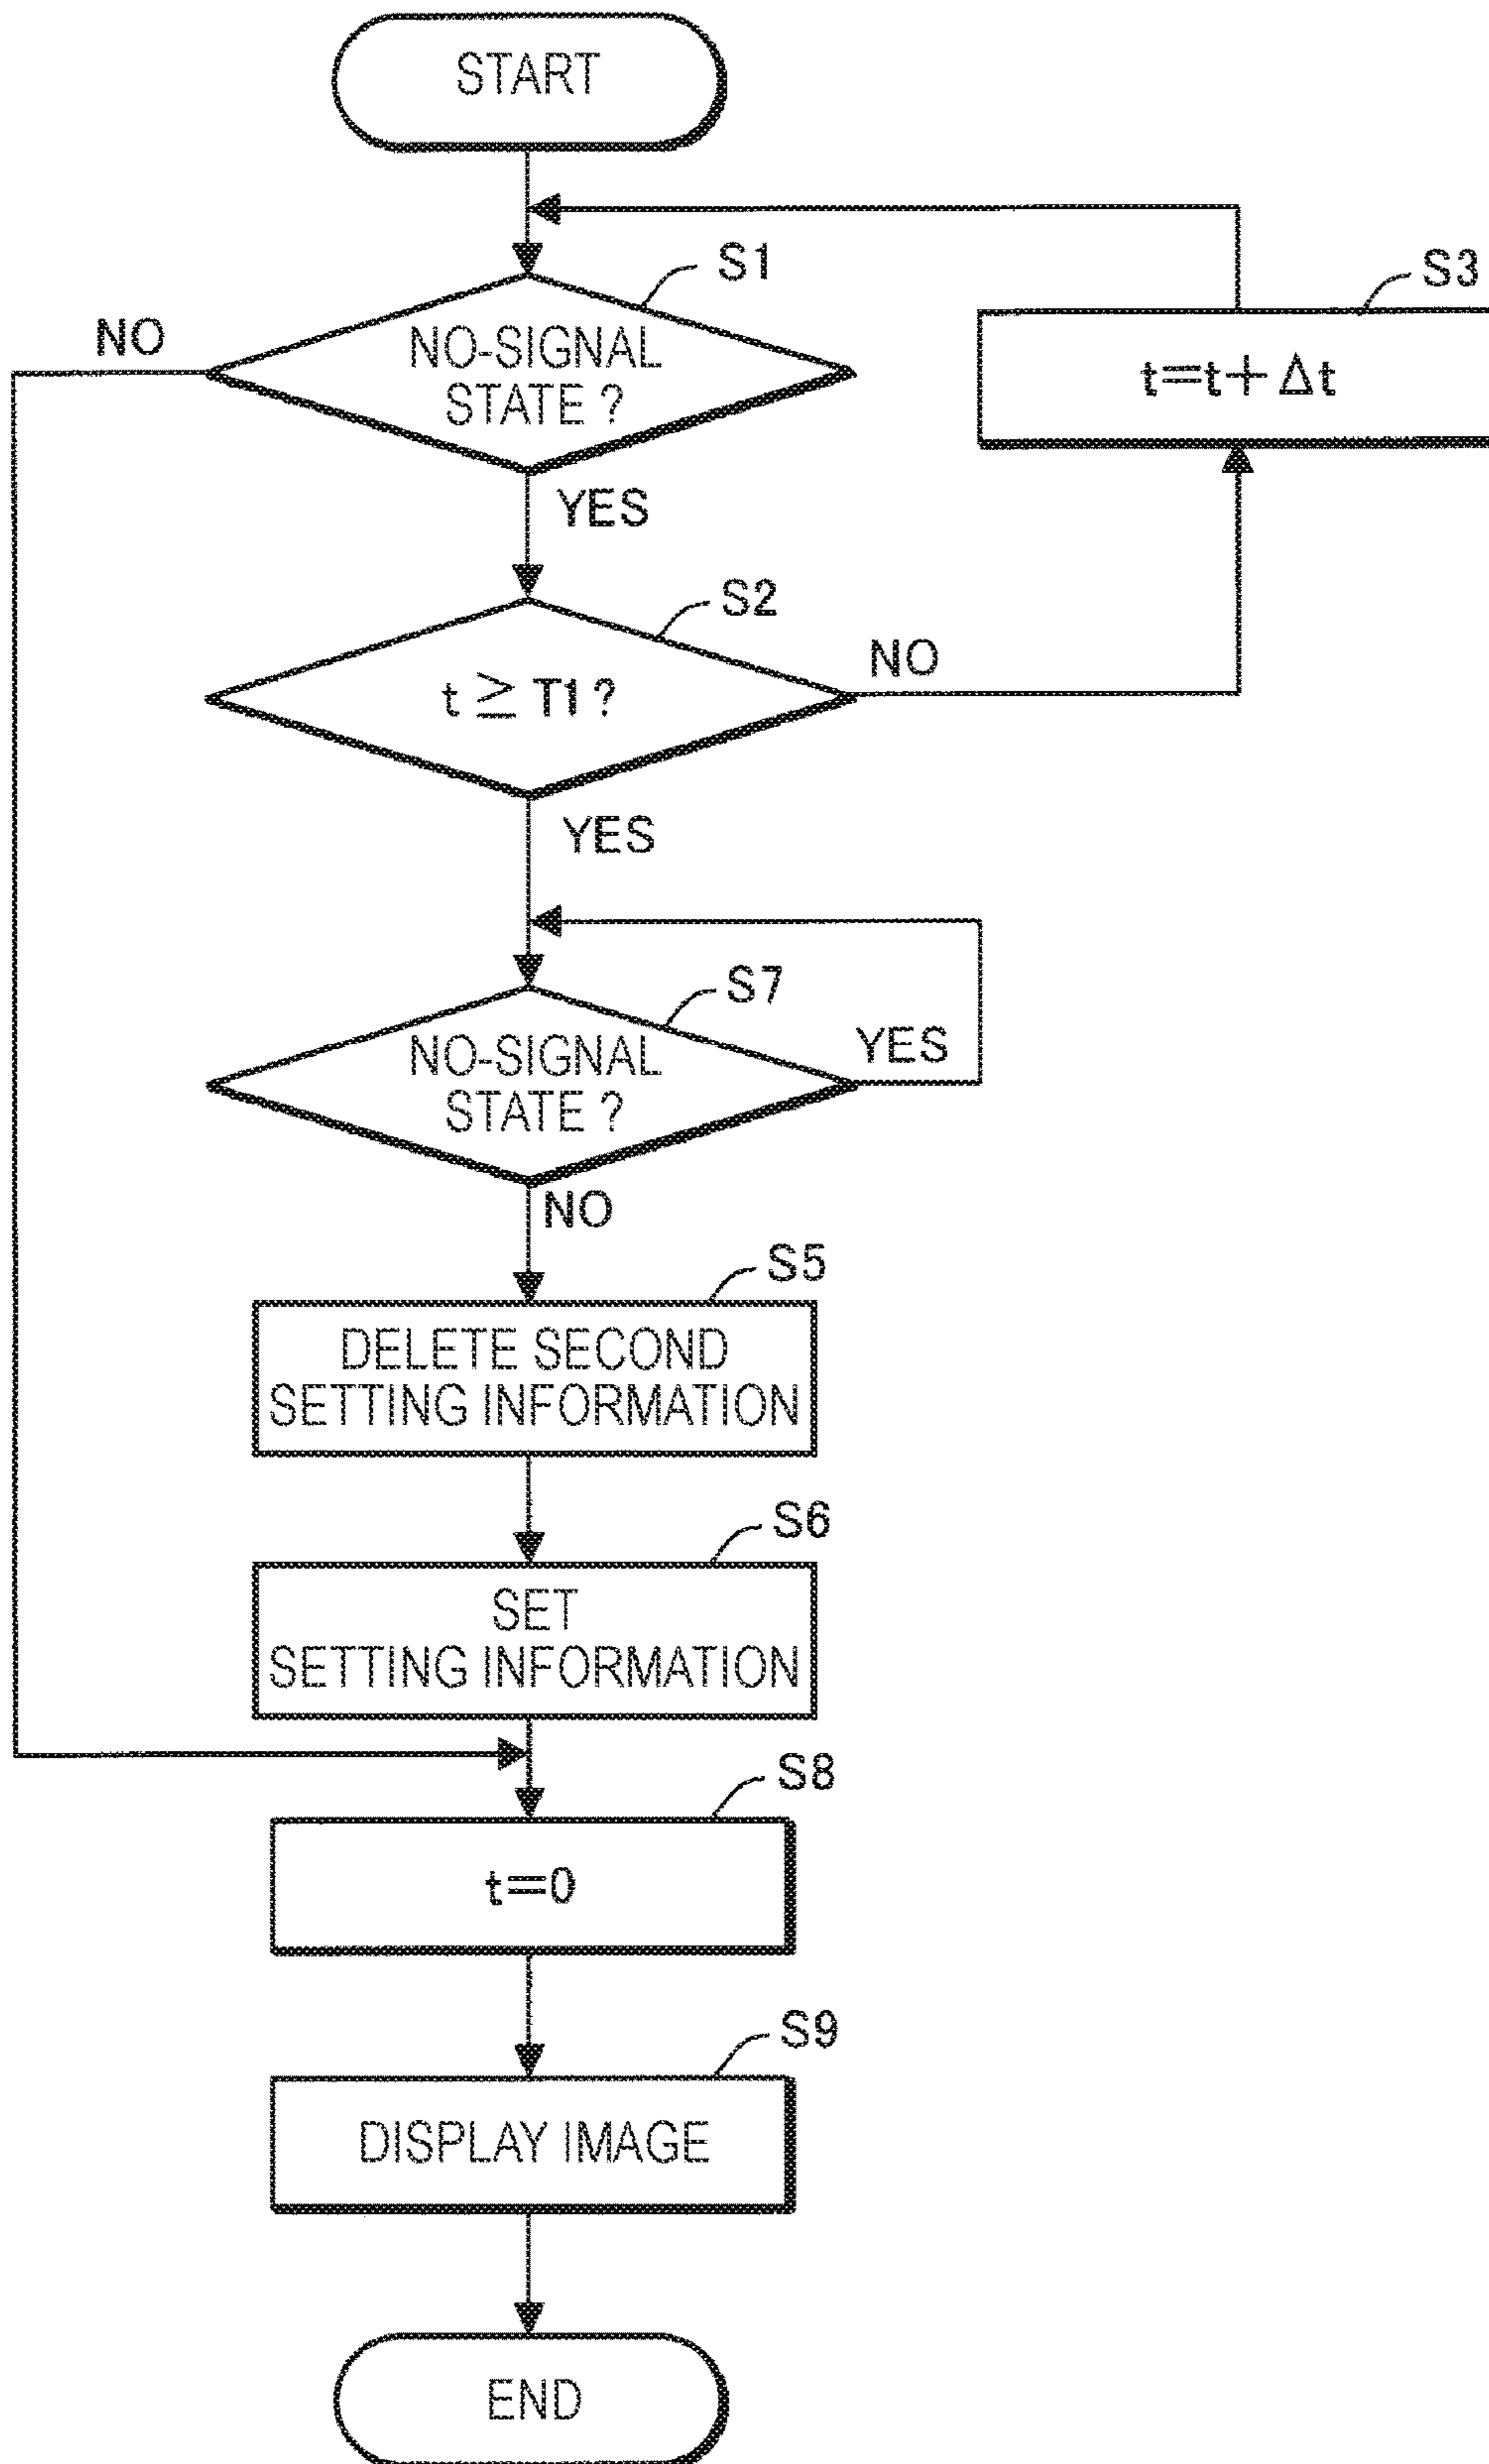 START
S1
S3
NO
NO-SIGNAL
STATE ?
t=t+ Δt
YES
S2
NO
t ≧ T1 ?
YES
S7
NO-SIGNAL
STATE ?
YES
NO
S5
DELETE SECOND
SETTING INFORMATION
S6
SET
SETTING INFORMATION
S8
t=0
S9
DISPLAY IMAGE
END